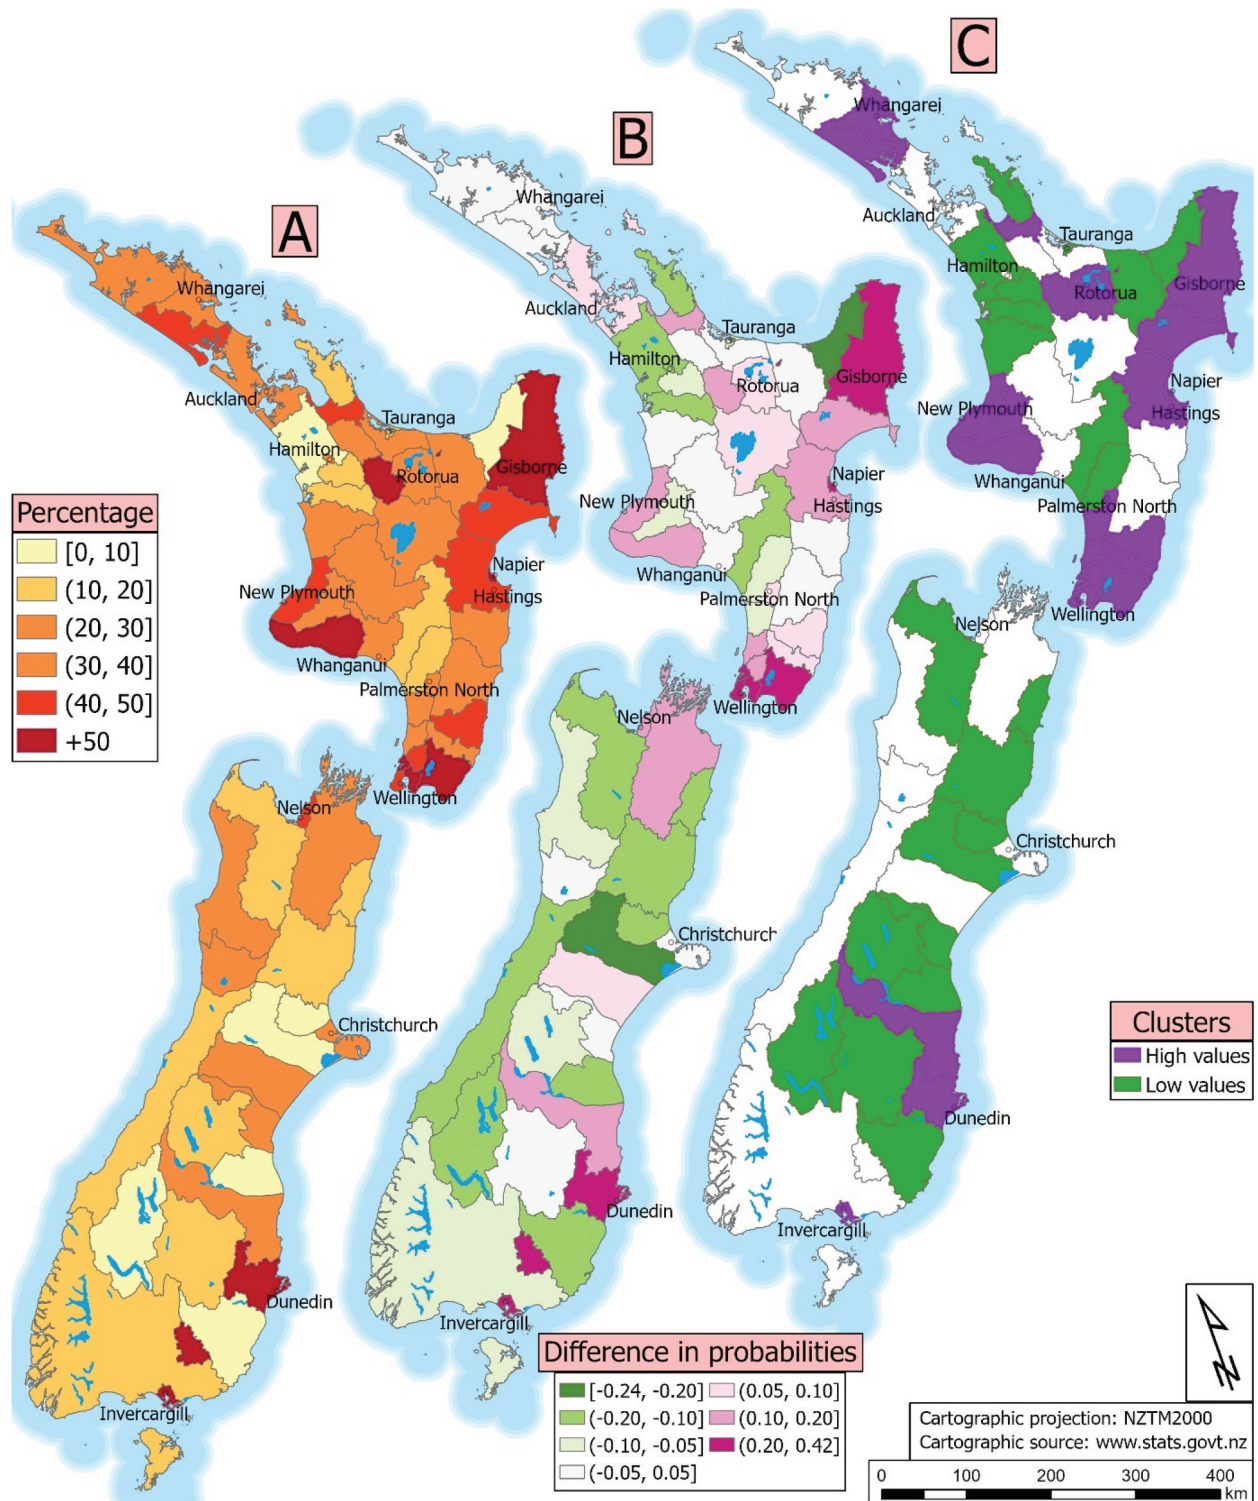 C
Whangarei
Auckland
Tauranga
Hamilton
Rotorua
Gisborne
Napier
Hastings
New Plymouth
Whanganui
Palmerston North
Wellington
Nelson
Christchurch
Dunedin
Invercargill
B
Whangarei
Auckland
Tauranga
Hamilton
Rotorua
Gisborne
Napier
Hastings
New Plymouth
Whanganui
Palmerston North
Wellington
Nelson
Christchurch
Dunedin
Invercargill
A
Whangarei
Auckland
Tauranga
Hamilton
Rotorua
Gisborne
Napier
Hastings
New Plymouth
Whanganui
Palmerston North
Wellington
Nelson
Christchurch
Dunedin
Invercargill
Percentage
[0, 10]
(10, 20]
(20, 30]
(30, 40]
(40, 50]
+50
Clusters
High values
Low values
Difference in probabilities
[-0.24, -0.20]
(-0.20, -0.10]
(-0.10, -0.05]
(-0.05, 0.05]
(0.05, 0.10]
(0.10, 0.20]
(0.20, 0.42]
N
Cartographic projection: NZTM2000
Cartographic source: www.stats.govt.nz
0 100 200 300 400
km